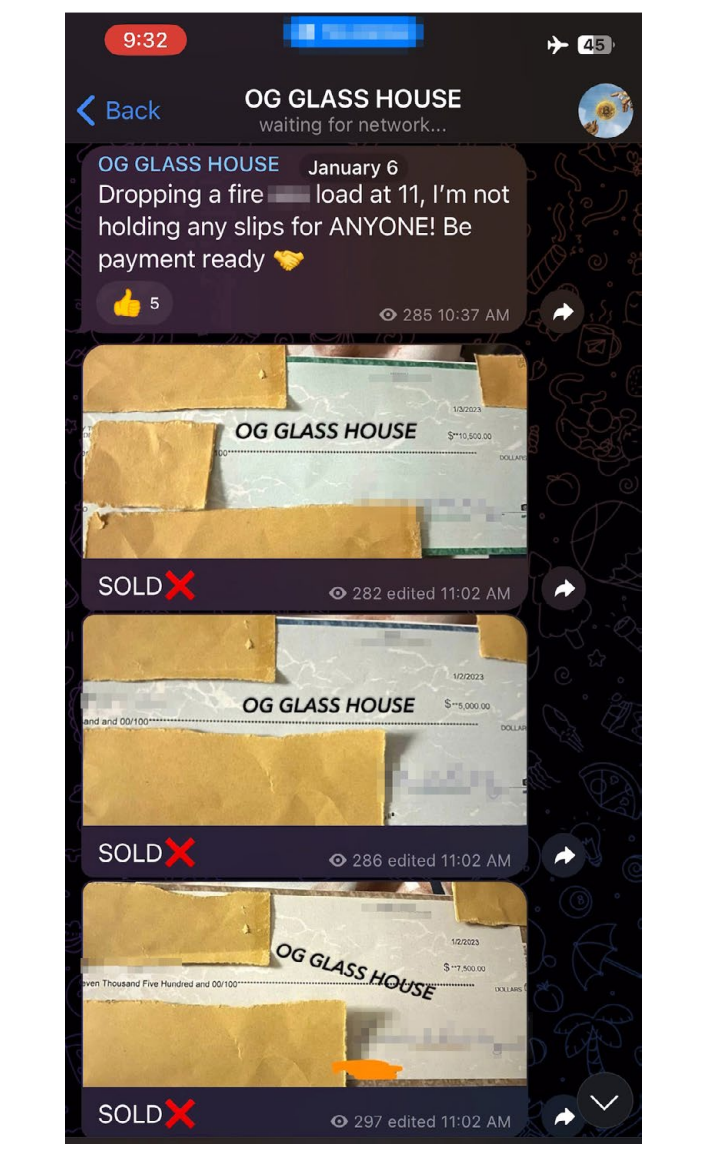 9:32
45
Back
OG GLASS HOUSE
waiting for network...
OG GLASS HOUSE
January 6
Dropping a fire load at 11, I’m not
holding any slips for ANYONE! Be
payment ready 🤝
👍 5
285 10:37 AM
1/3/2023
OG GLASS HOUSE
$**10,500.00
00************
DOLLARS
SOLD❌
282 edited 11:02 AM
1/2/2023
OG GLASS HOUSE
$**5,000.00
and and 00/100************
DOLLAR
SOLD❌
286 edited 11:02 AM
1/2/2023
OG GLASS HOUSE
$**7,500.00
even Thousand Five Hundred and 00/100************
DOLLARS
SOLD❌
297 edited 11:02 AM